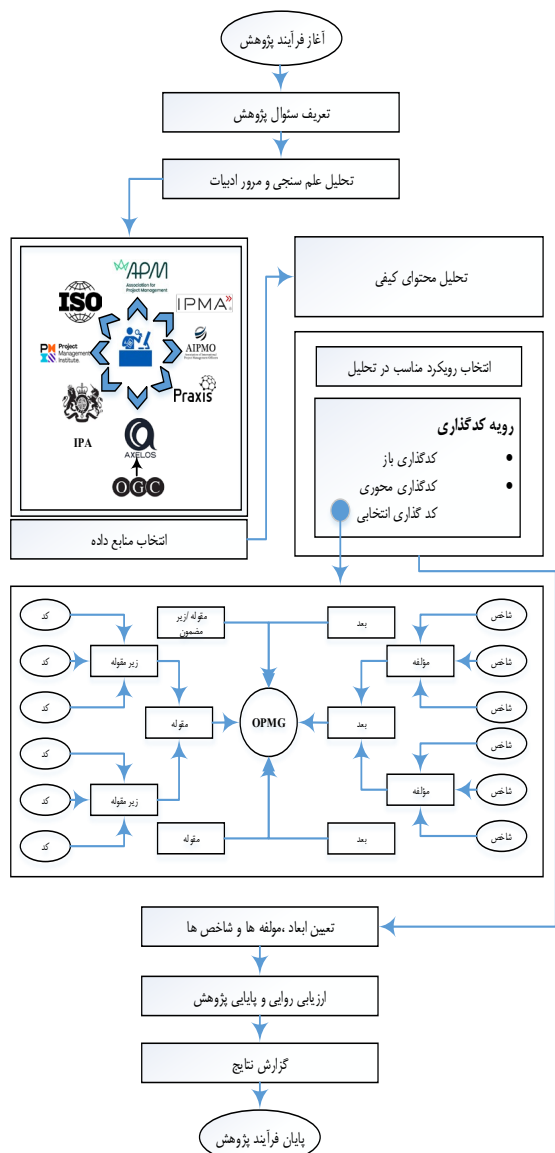 آغاز فرآیند پژوهش
تعریف سئوال پژوهش
تحلیل علم سنجی و مرور ادبیات
APM
Association for
Project Management
ISO
IPMA
Project
Management
Institute.
AIPMO
Praxis
IPA
AXELOS
OGC
انتخاب منابع داده
تحلیل محتوای کیفی
انتخاب رویکرد مناسب در تحلیل
رویه کدگذاری
• کدگذاری باز
• کدگذاری محوری
کد گذاری انتخابی
کد
کد
کد
کد
کد
کد
زیر مقوله
زیر مقوله
مقوله /زیر
مضمون
مقوله
مقوله
OPMG
بعد
بعد
بعد
مؤلفه
مؤلفه
شاخص
شاخص
شاخص
شاخص
شاخص
شاخص
تعیین ابعاد ،مولفه ها و شاخص ها
ارزیابی روایی و پایایی پژوهش
گزارش نتایج
پایان فرآیند پژوهش